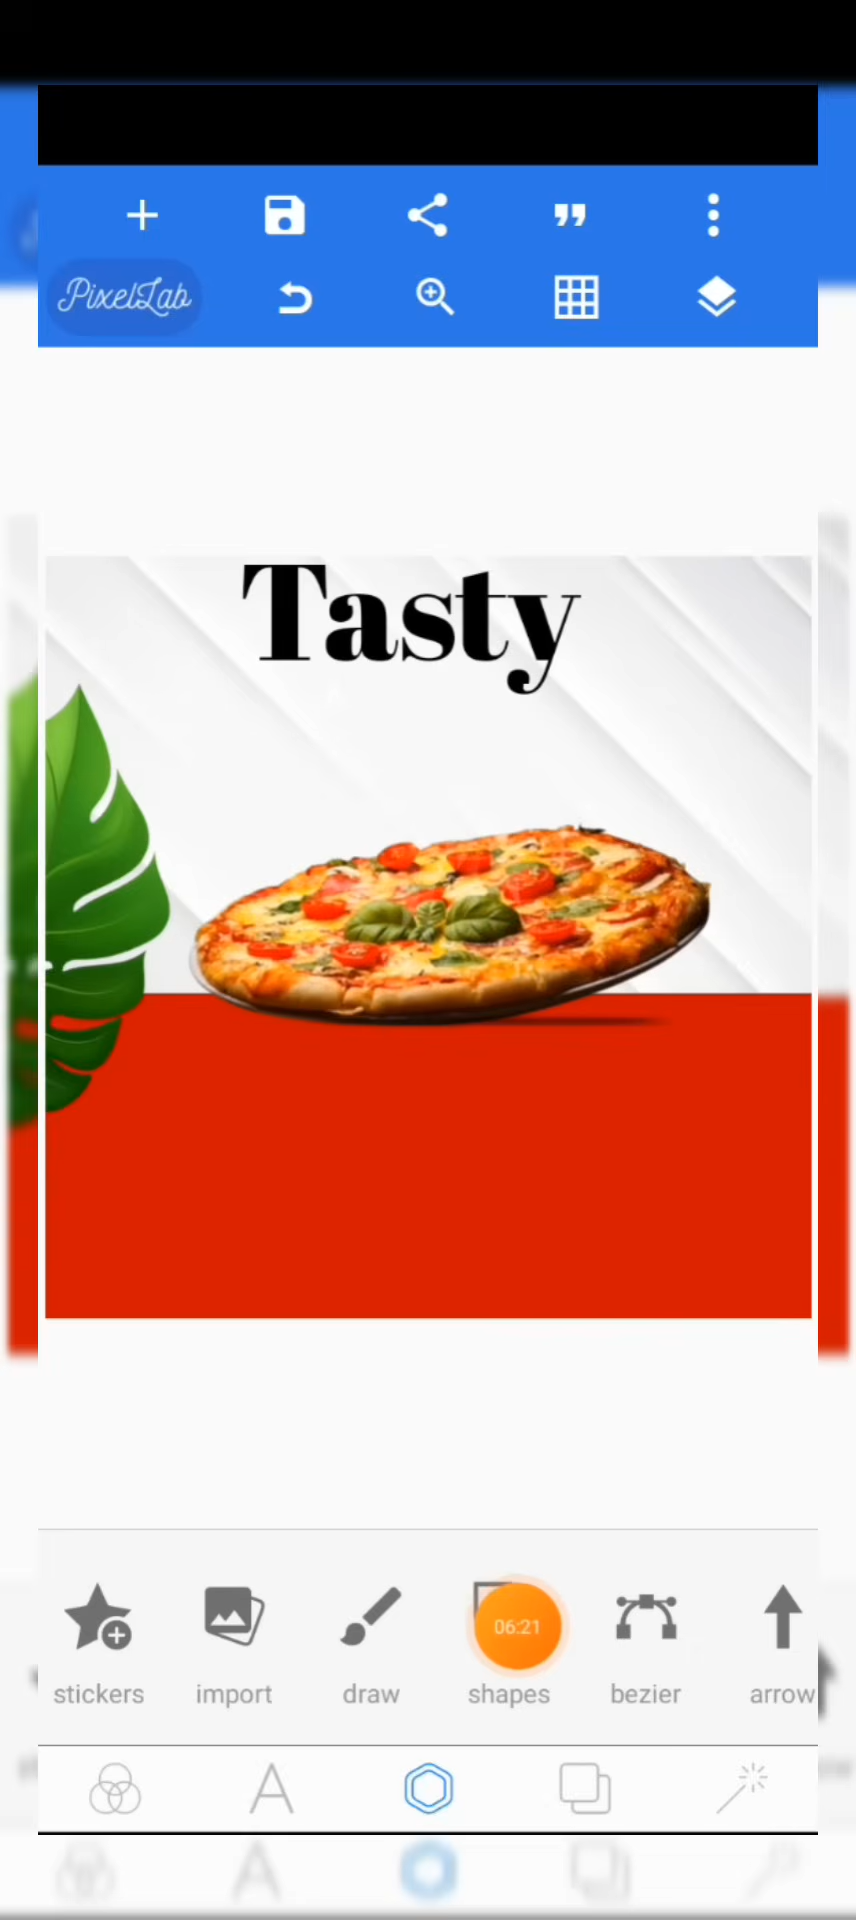 PixelLab
Tasty
06:21
stickers
import
draw
shapes
bezier
arrow